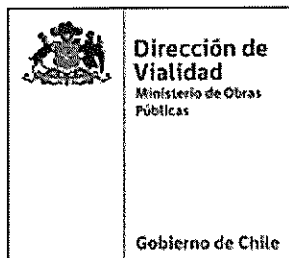 Dirección de
Vialidad
Ministerio de Obras
Públicas
Gobierno de Chile